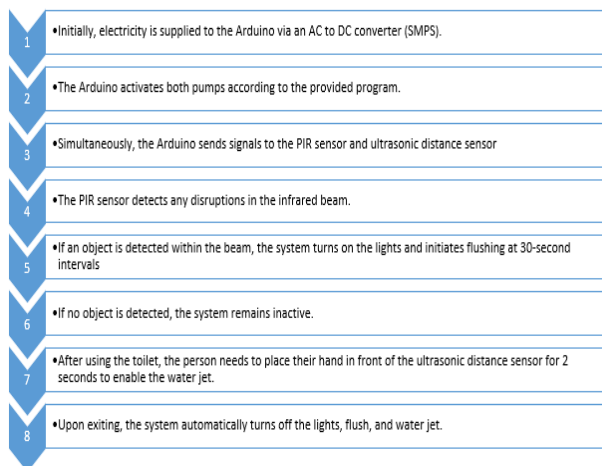 1
•Initially, electricity is supplied to the Arduino via an AC to DC converter (SMPS).
2
•The Arduino activates both pumps according to the provided program.
3
•Simultaneously, the Arduino sends signals to the PIR sensor and ultrasonic distance sensor
4
•The PIR sensor detects any disruptions in the infrared beam.
5
•If an object is detected within the beam, the system turns on the lights and initiates flushing at 30-second
intervals
6
•If no object is detected, the system remains inactive.
7
•After using the toilet, the person needs to place their hand in front of the ultrasonic distance sensor for 2
seconds to enable the water jet.
8
•Upon exiting, the system automatically turns off the lights, flush, and water jet.